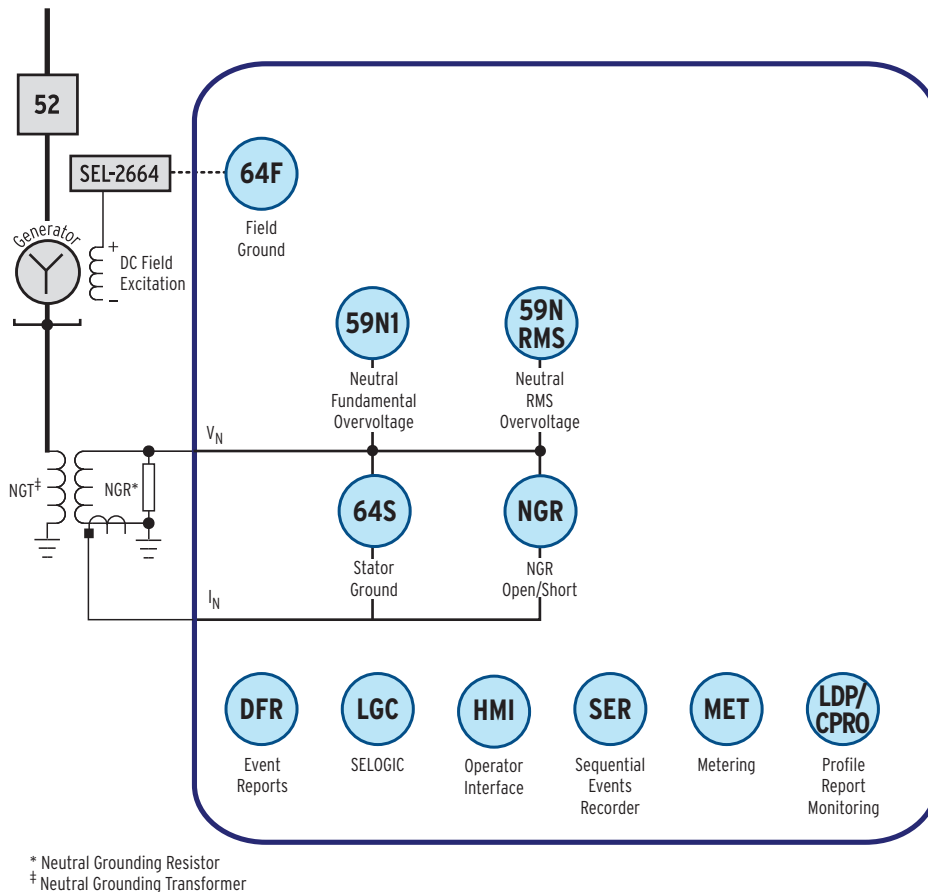 52
SEL-2664
64F
Field
Ground
Generator
+
DC Field
Excitation
–
59N1
59N
RMS
Neutral
Fundamental
Overvoltage
Neutral
RMS
Overvoltage
V_N
NGT‡
NGR*
64S
NGR
Stator
Ground
NGR
Open/Short
I_N
DFR
LGC
HMI
SER
MET
LDP/
CPRO
Event
Reports
SELOGIC
Operator
Interface
Sequential
Events
Recorder
Metering
Profile
Report
Monitoring
* Neutral Grounding Resistor
‡ Neutral Grounding Transformer